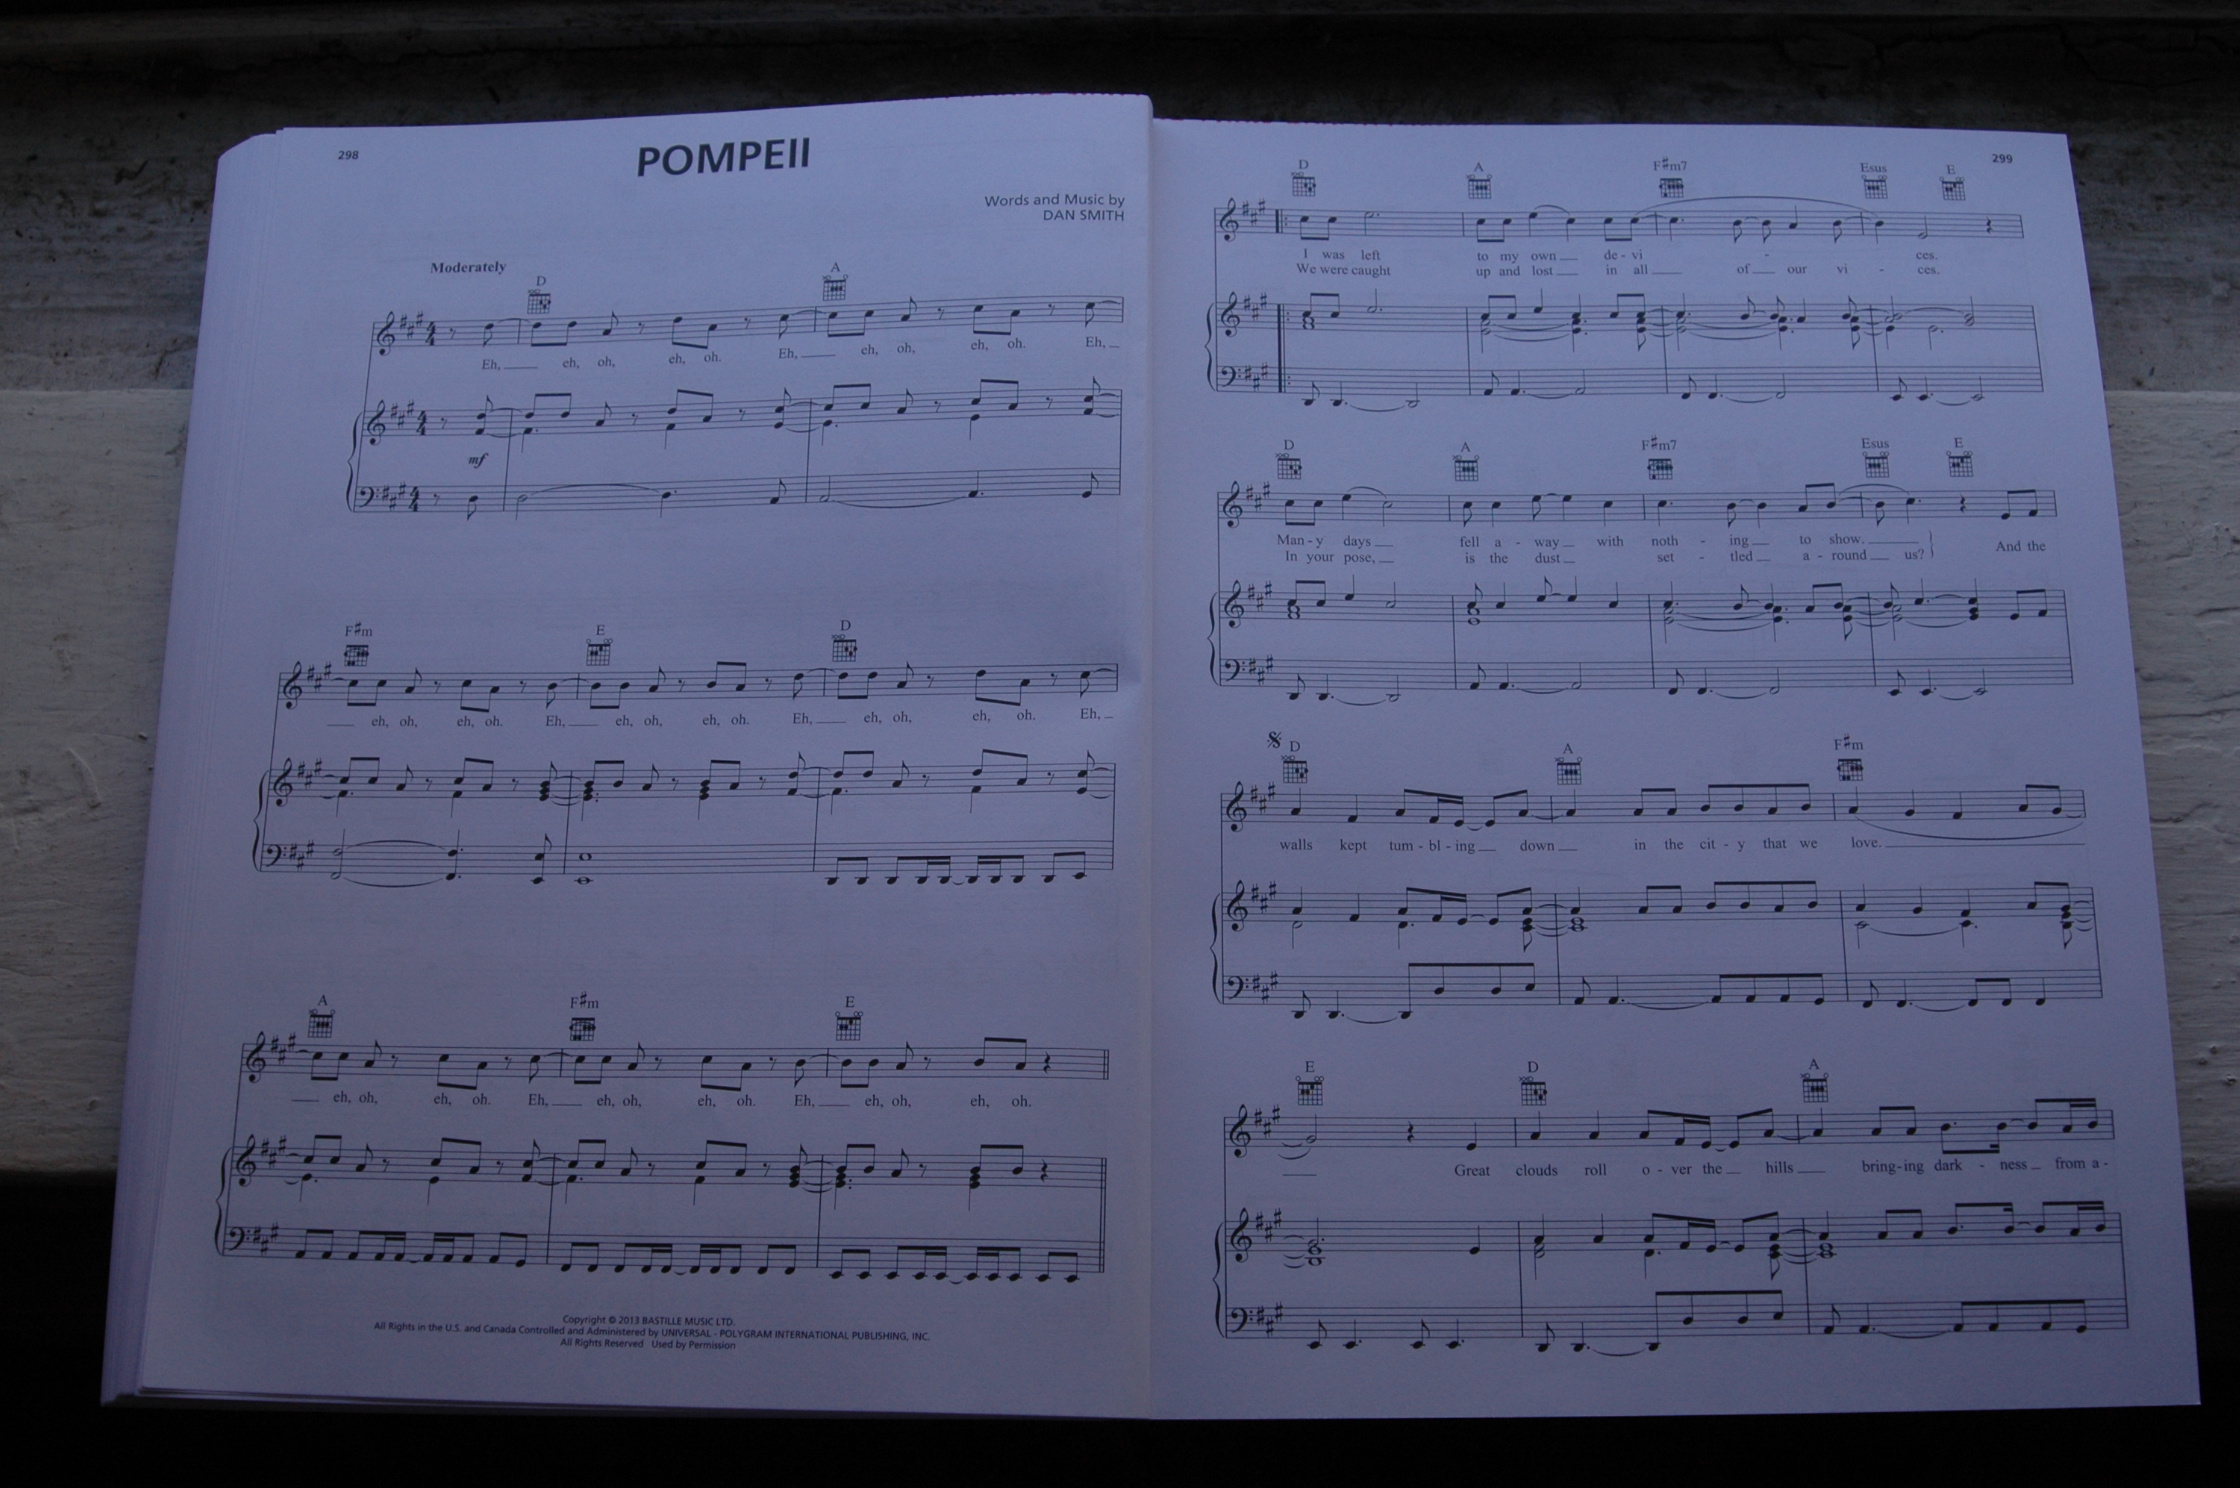 298
POMPEII
Words and Music by
DAN SMITH
Moderately
D A
4 4
Eh, eh, oh, eh, oh. Eh, eh, oh, eh, oh. Eh,
4 4
mf
4 4
F#m E D
eh, oh, eh, oh. Eh, eh, oh, eh, oh. Eh, eh, oh, eh, oh. Eh,
A F#m E
eh, oh, eh, oh. Eh, eh, oh, eh, oh. Eh, eh, oh, eh, oh.
Copyright © 2013 BASTILLE MUSIC LTD.
All Rights in the U.S. and Canada Controlled and Administered by UNIVERSAL - POLYGRAM INTERNATIONAL PUBLISHING, INC.
All Rights Reserved Used by Permission
299
D A F#m7 Esus E
I was left to my own de - vi - ces.
We were caught up and lost in all of our vi - ces.
D A F#m7 Esus E
Man - y days fell a - way with noth - ing to show. And the
In your pose, is the dust set - tled a - round us?
D A F#m
walls kept tum - bl - ing down in the cit - y that we love.
E D A
Great clouds roll o - ver the hills bring - ing dark - ness from a -